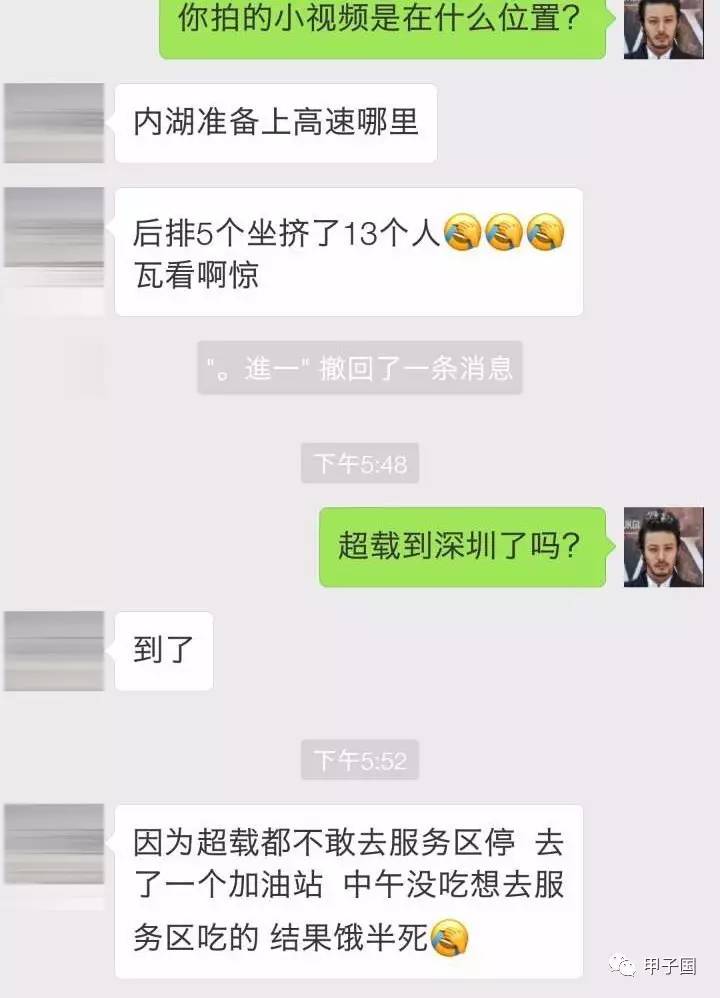 你拍的小视频是在什么位置?
内湖准备上高速哪里
后排5个坐挤了13个人🤦🤦🤦
瓦看啊惊
"。進一" 撤回了一条消息
下午5:48
超载到深圳了吗?
到了
下午5:52
因为超载都不敢去服务区停 去
了一个加油站 中午没吃想去服
务区吃的 结果饿半死🤦
甲子国